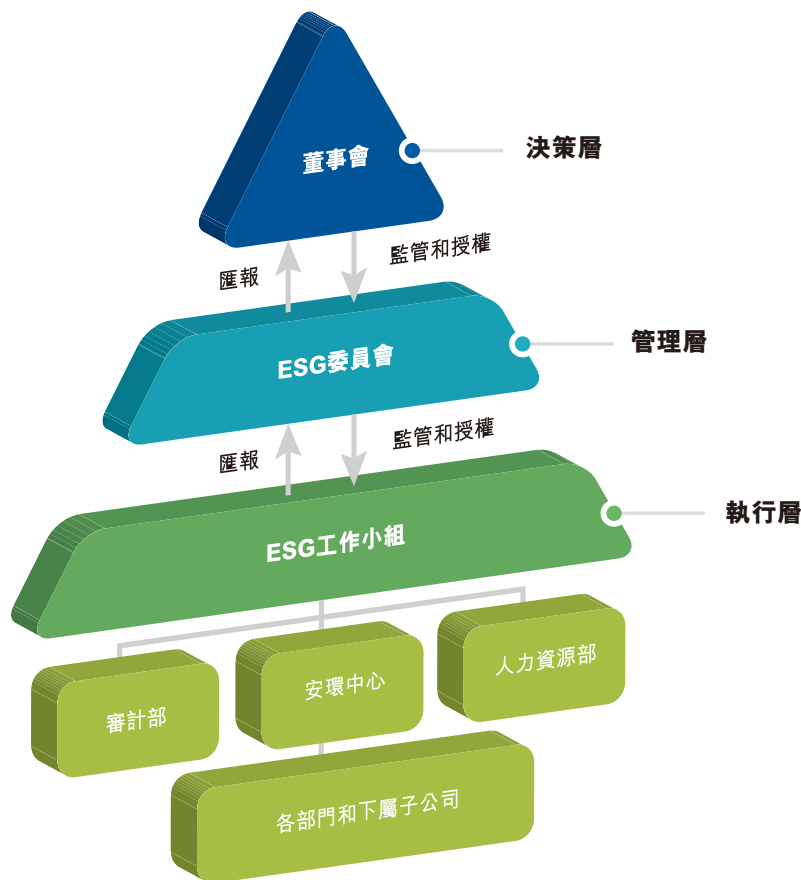 董事會
決策層
匯報
監管和授權
ESG委員會
管理層
匯報
監管和授權
ESG工作小組
執行層
審計部
安環中心
人力資源部
各部門和下屬子公司